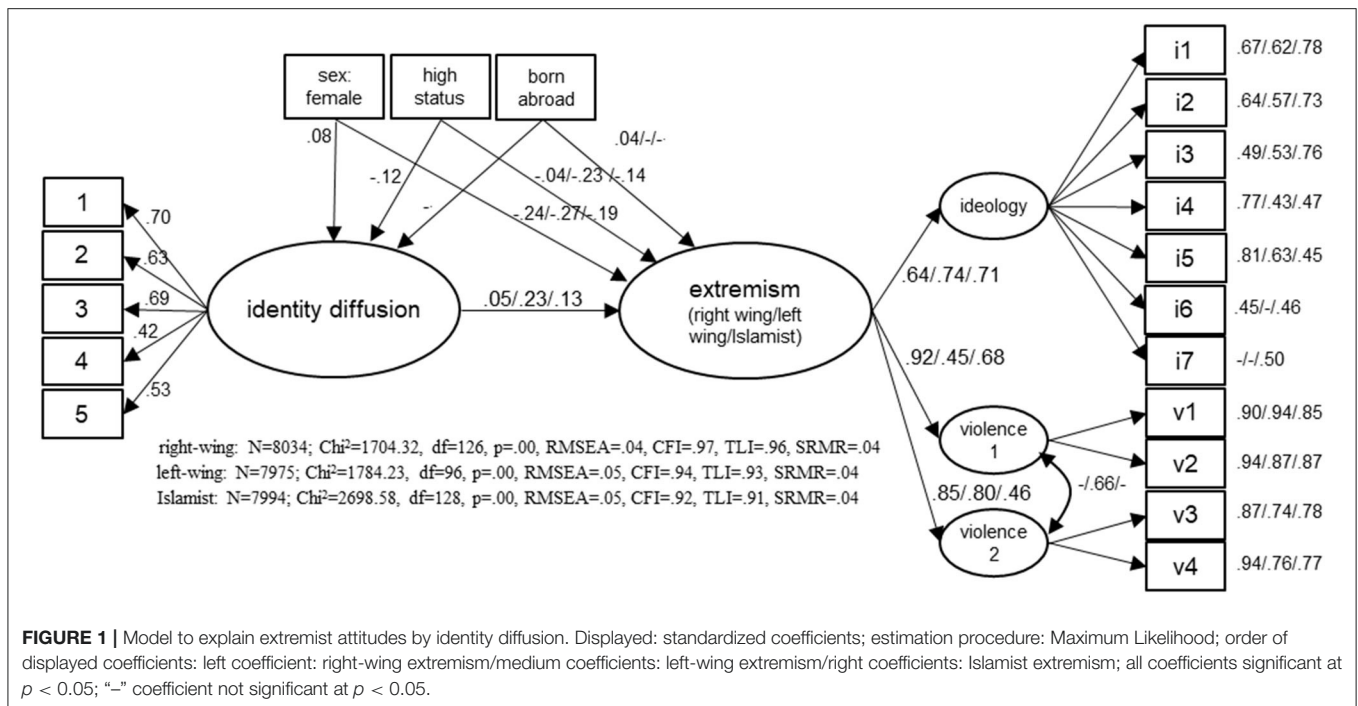 sex:
female
high
status
born
abroad
.08
-.12
-
.04/-/-
-.04/-.23 /-.14
-.24/-.27/-.19
1
2
3
4
5
.70
.63
.69
.42
.53
identity diffusion
.05/.23/.13
extremism
(right wing/left
wing/Islamist)
.64/.74/.71
.92/.45/.68
.85/.80/.46
-/.66/-
ideology
violence
1
violence
2
i1 .67/.62/.78
i2 .64/.57/.73
i3 .49/.53/.76
i4 .77/.43/.47
i5 .81/.63/.45
i6 .45/-/.46
i7 -/-/.50
v1 .90/.94/.85
v2 .94/.87/.87
v3 .87/.74/.78
v4 .94/.76/.77
right-wing: N=8034; Chi²=1704.32, df=126, p=.00, RMSEA=.04, CFI=.97, TLI=.96, SRMR=.04
left-wing: N=7975; Chi²=1784.23, df=96, p=.00, RMSEA=.05, CFI=.94, TLI=.93, SRMR=.04
Islamist: N=7994; Chi²=2698.58, df=128, p=.00, RMSEA=.05, CFI=.92, TLI=.91, SRMR=.04
FIGURE 1 | Model to explain extremist attitudes by identity diffusion. Displayed: standardized coefficients; estimation procedure: Maximum Likelihood; order of
displayed coefficients: left coefficient: right-wing extremism/medium coefficients: left-wing extremism/right coefficients: Islamist extremism; all coefficients significant at
p < 0.05; “–” coefficient not significant at p < 0.05.